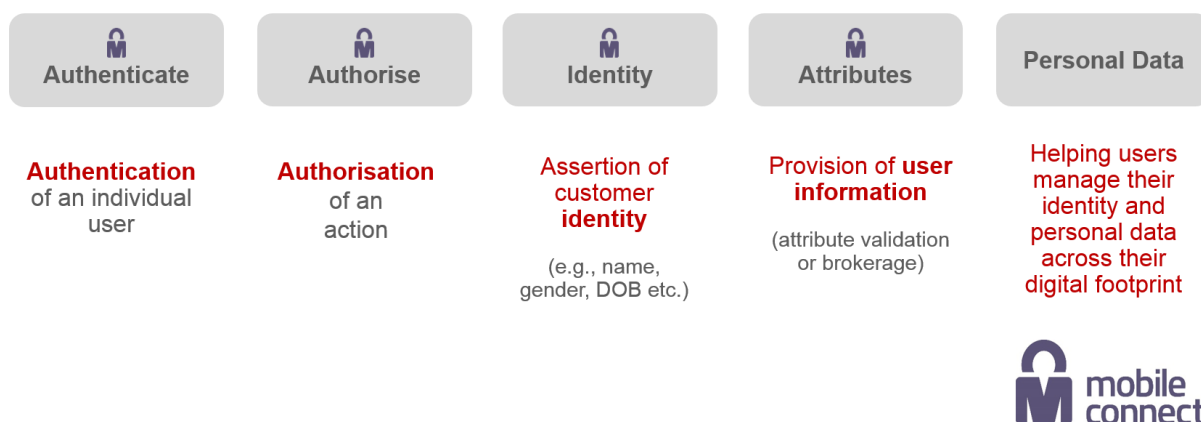 Authenticate
Authentication
of an individual
user
Authorise
Authorisation
of an
action
Identity
Assertion of
customer
identity
(e.g., name,
gender, DOB etc.)
Attributes
Provision of user
information
(attribute validation
or brokerage)
Personal Data
Helping users
manage their
identity and
personal data
across their
digital footprint
mobile
connect